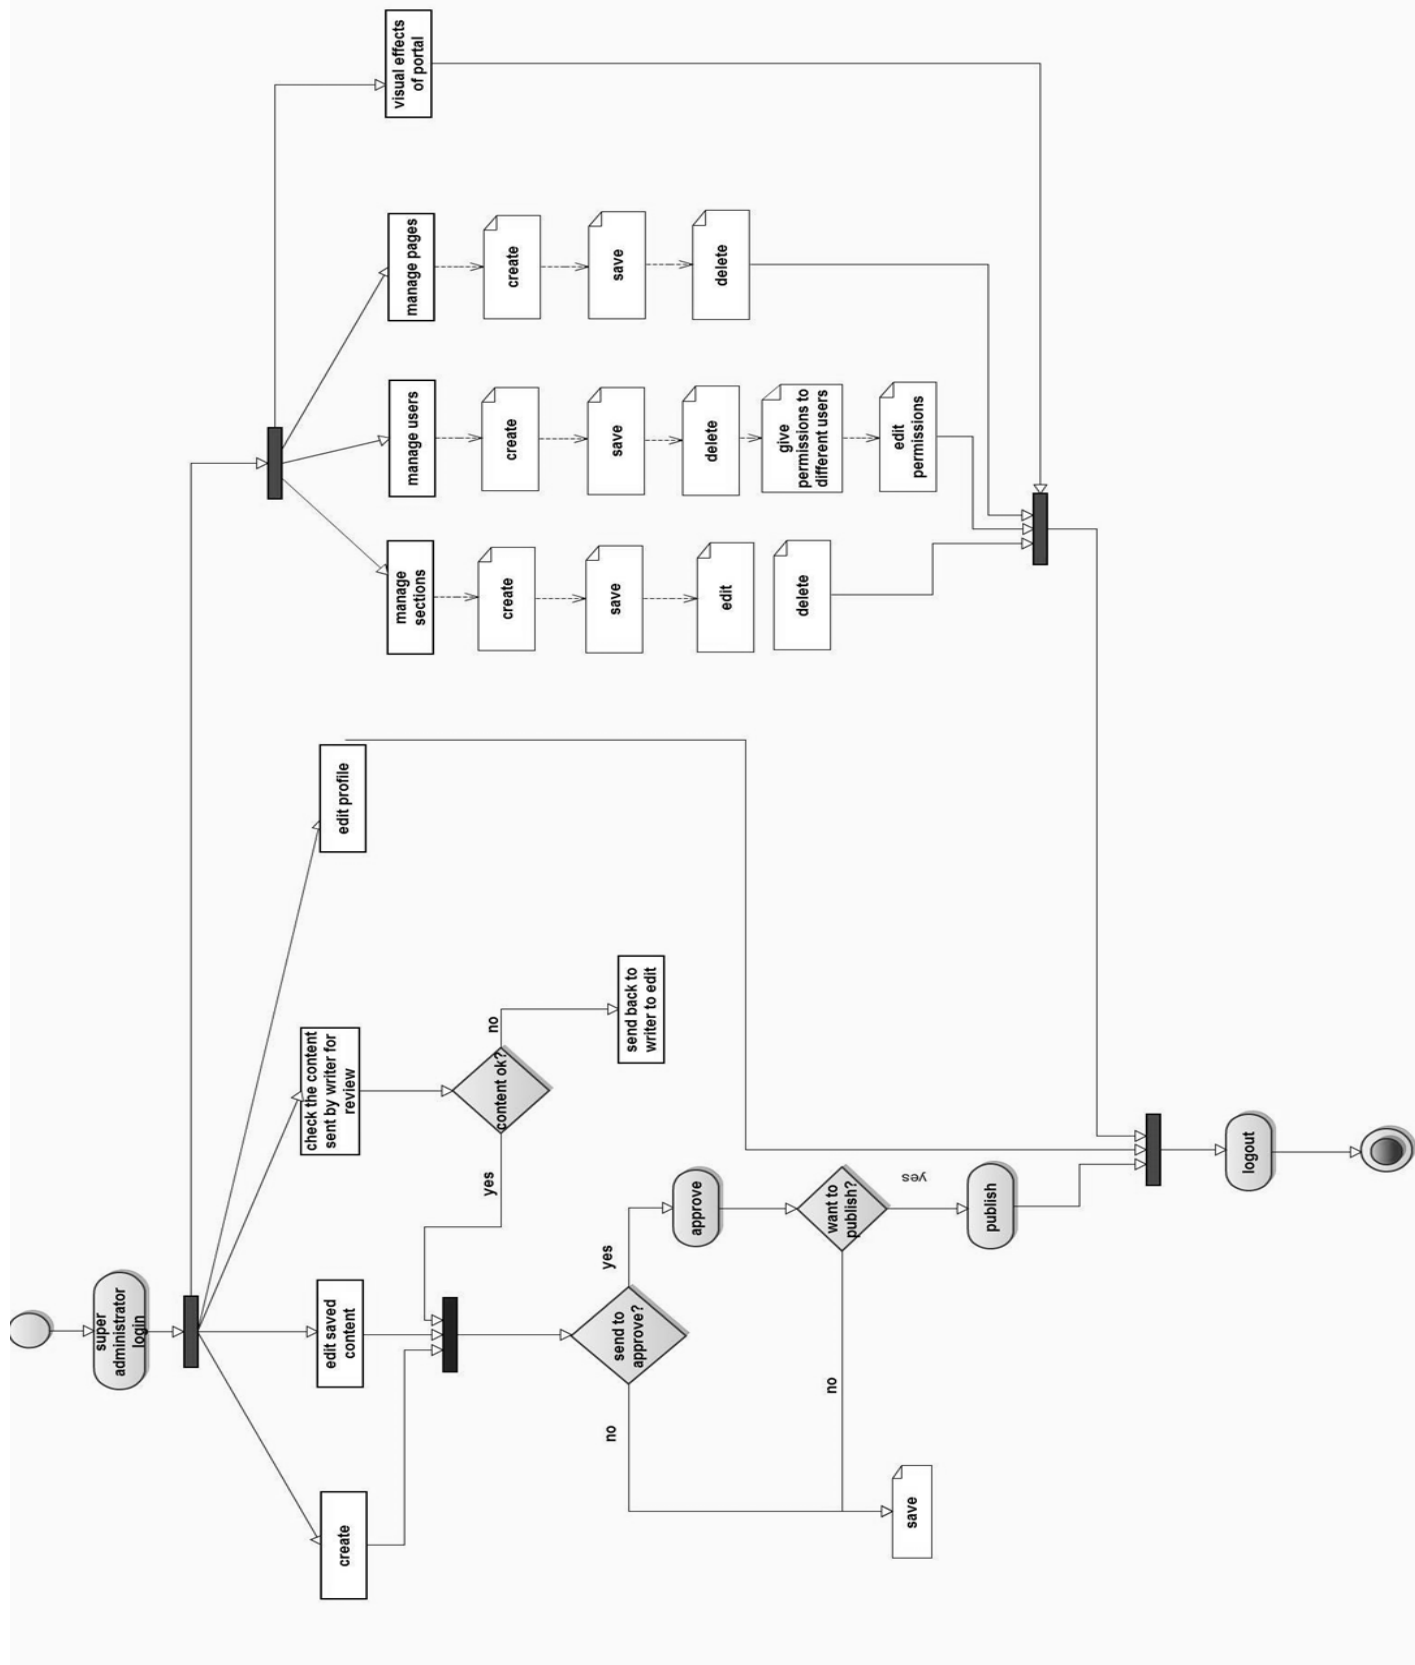 super
administrator
login
create
edit saved
content
check the content
sent by writer for
review
edit profile
content ok?
yes
no
send back to
writer to edit
send to
approve?
no
yes
approve
want to
publish?
no
yes
save
publish
logout
manage
sections
create
save
edit
delete
manage users
create
save
delete
give
permissions to
different users
edit
permissions
manage pages
create
save
delete
visual effects
of portal